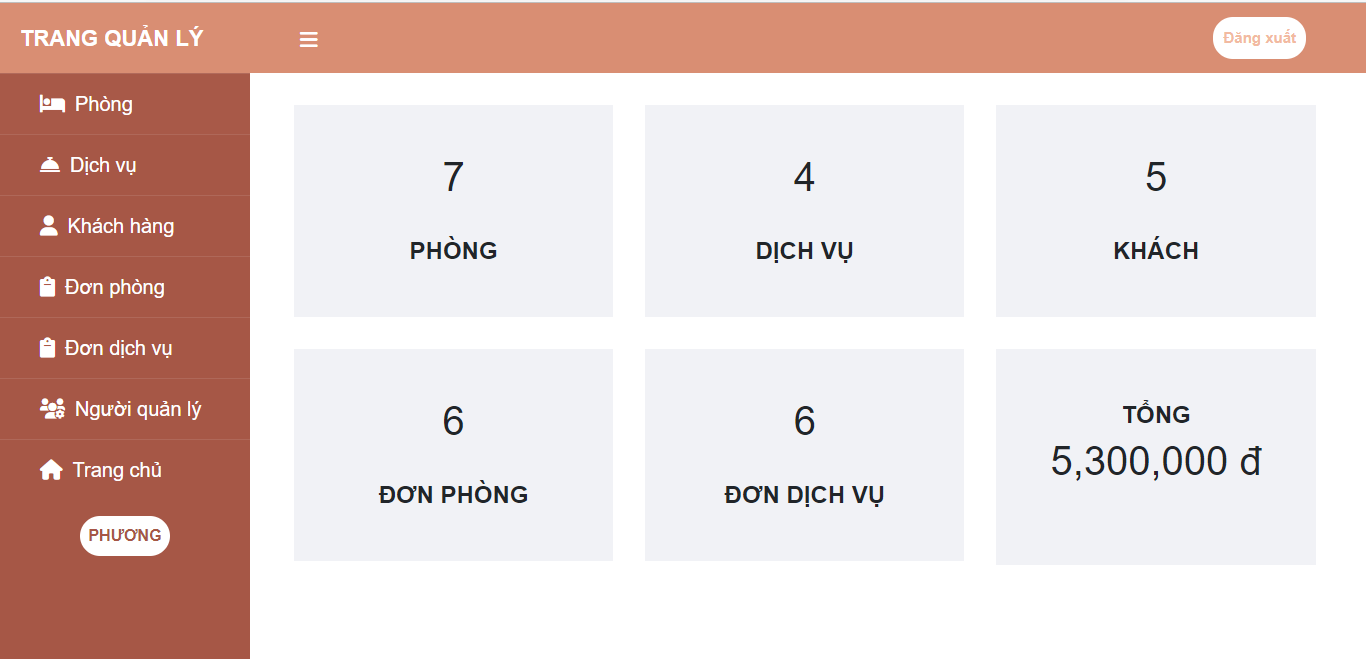 TRANG QUẢN LÝ
Đăng xuất
Phòng
Dịch vụ
Khách hàng
Đơn phòng
Đơn dịch vụ
Người quản lý
Trang chủ
PHƯƠNG
7
PHÒNG
4
DỊCH VỤ
5
KHÁCH
6
ĐƠN PHÒNG
6
ĐƠN DỊCH VỤ
TỔNG
5,300,000 đ